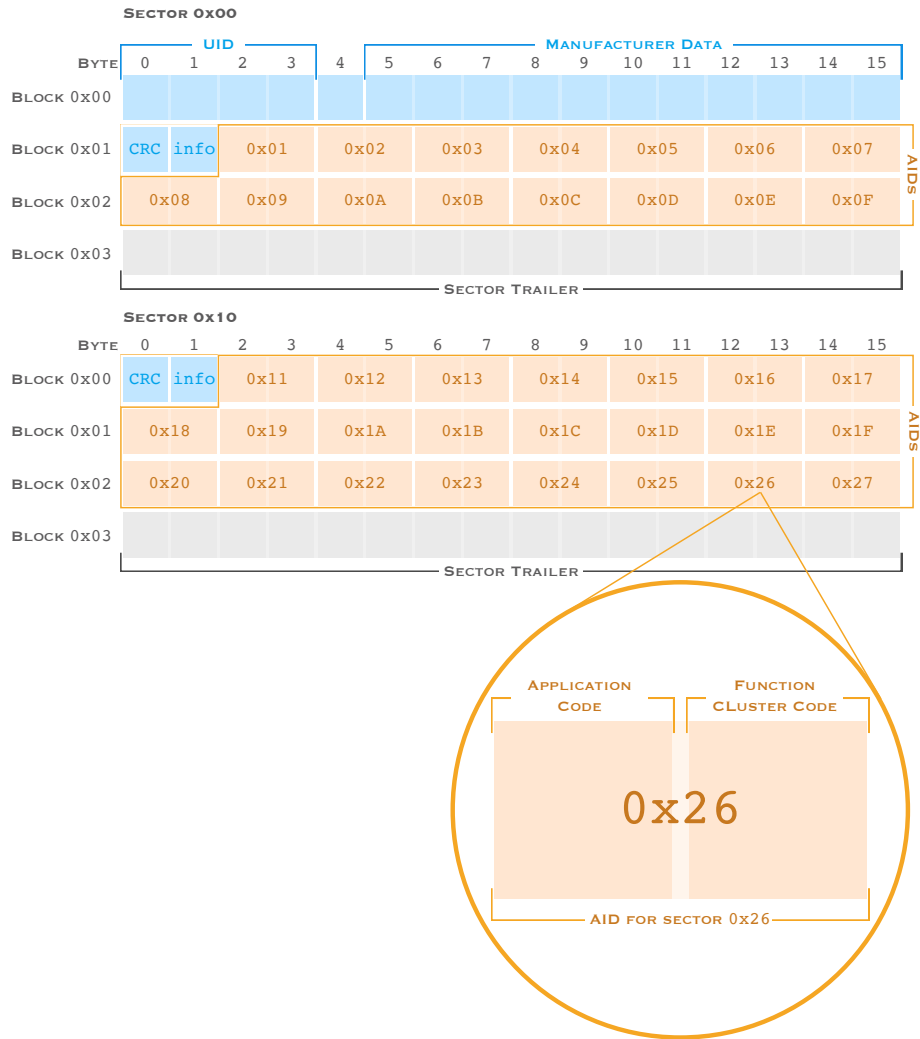 Sector 0x00
UID Manufacturer Data
Byte 0 1 2 3 4 5 6 7 8 9 10 11 12 13 14 15
Block 0x00
Block 0x01 CRC info 0x01 0x02 0x03 0x04 0x05 0x06 0x07
AIDs
Block 0x02 0x08 0x09 0x0A 0x0B 0x0C 0x0D 0x0E 0x0F
Block 0x03
Sector Trailer
Sector 0x10
Byte 0 1 2 3 4 5 6 7 8 9 10 11 12 13 14 15
Block 0x00 CRC info 0x11 0x12 0x13 0x14 0x15 0x16 0x17
Block 0x01 0x18 0x19 0x1A 0x1B 0x1C 0x1D 0x1E 0x1F
AIDs
Block 0x02 0x20 0x21 0x22 0x23 0x24 0x25 0x26 0x27
Block 0x03
Sector Trailer
Application Code
Function CLuster Code
0x26
AID for sector 0x26